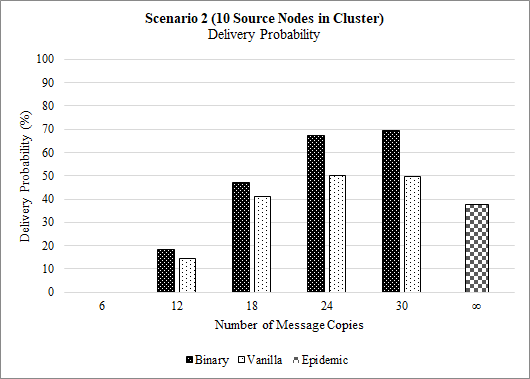 Scenario 2 (10 Source Nodes in Cluster)
Delivery Probability
100
90
80
70
60
50
40
30
20
10
0
Delivery Probability (%)
6 12 18 24 30 ∞
Number of Message Copies
Binary Vanilla Epidemic